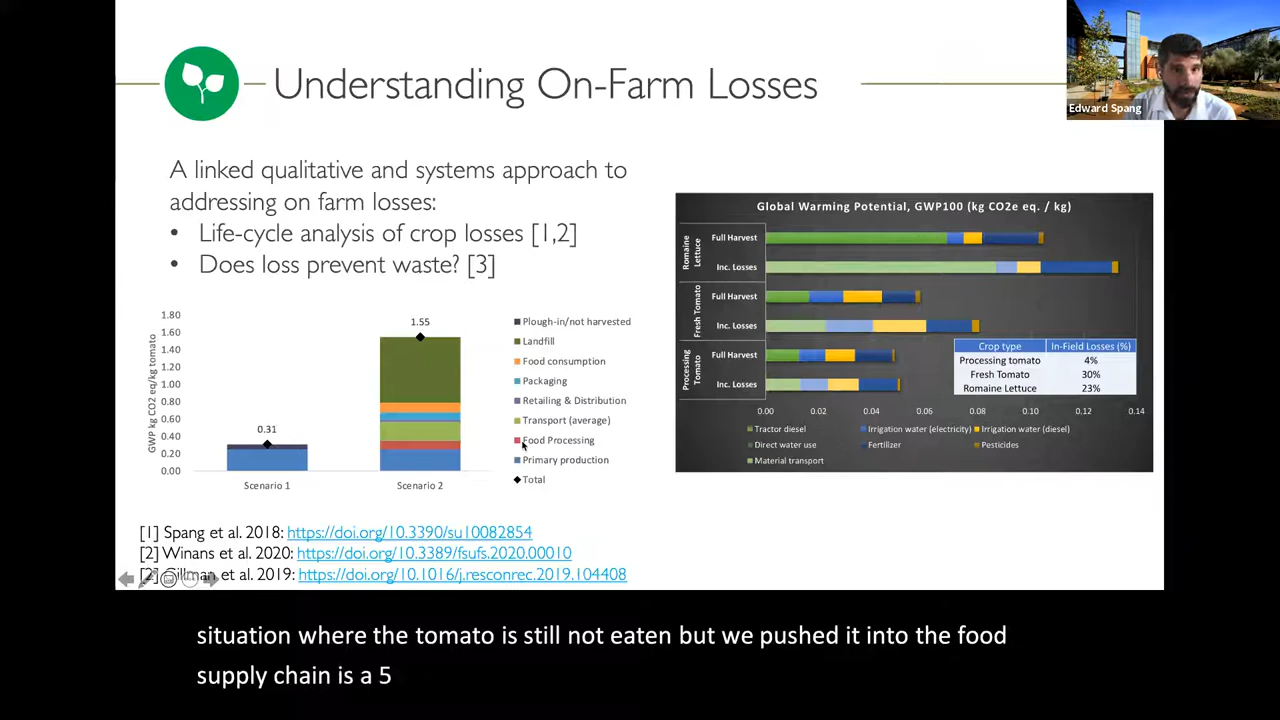 Understanding On-Farm Losses
Edward Spang
A linked qualitative and systems approach to
addressing on farm losses:
• Life-cycle analysis of crop losses [1,2]
• Does loss prevent waste? [3]
GWP kg CO2 eq/kg tomato
1.80
1.60
1.40
1.20
1.00
0.80
0.60
0.40
0.20
0.00
0.31
1.55
Scenario 1
Scenario 2
Plough-in/not harvested
Landfill
Food consumption
Packaging
Retailing & Distribution
Transport (average)
Food Processing
Primary production
Total
Global Warming Potential, GWP100 (kg CO2e eq. / kg)
Romaine
Lettuce
Full Harvest
Inc. Losses
Fresh Tomato
Full Harvest
Inc. Losses
Processing
Tomato
Full Harvest
Inc. Losses
0.00 0.02 0.04 0.06 0.08 0.10 0.12 0.14
Crop type In-Field Losses (%)
Processing tomato 4%
Fresh Tomato 30%
Romaine Lettuce 23%
Tractor diesel Irrigation water (electricity) Irrigation water (diesel)
Direct water use Fertilizer Pesticides
Material transport
[1] Spang et al. 2018: https://doi.org/10.3390/su10082854
[2] Winans et al. 2020: https://doi.org/10.3389/fsufs.2020.00010
[2] Gillman et al. 2019: https://doi.org/10.1016/j.resconrec.2019.104408
situation where the tomato is still not eaten but we pushed it into the food
supply chain is a 5